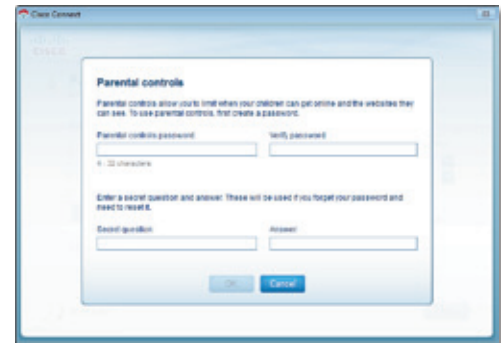 Cisco Connect
Parental controls
Parental controls allow you to limit when your children can get online and the websites they
can see. To use parental controls, first create a password.
Parental controls password Verify password
4 - 32 characters
Enter a secret question and answer. These will be used if you forget your password and
need to reset it.
Secret question Answer
OK Cancel